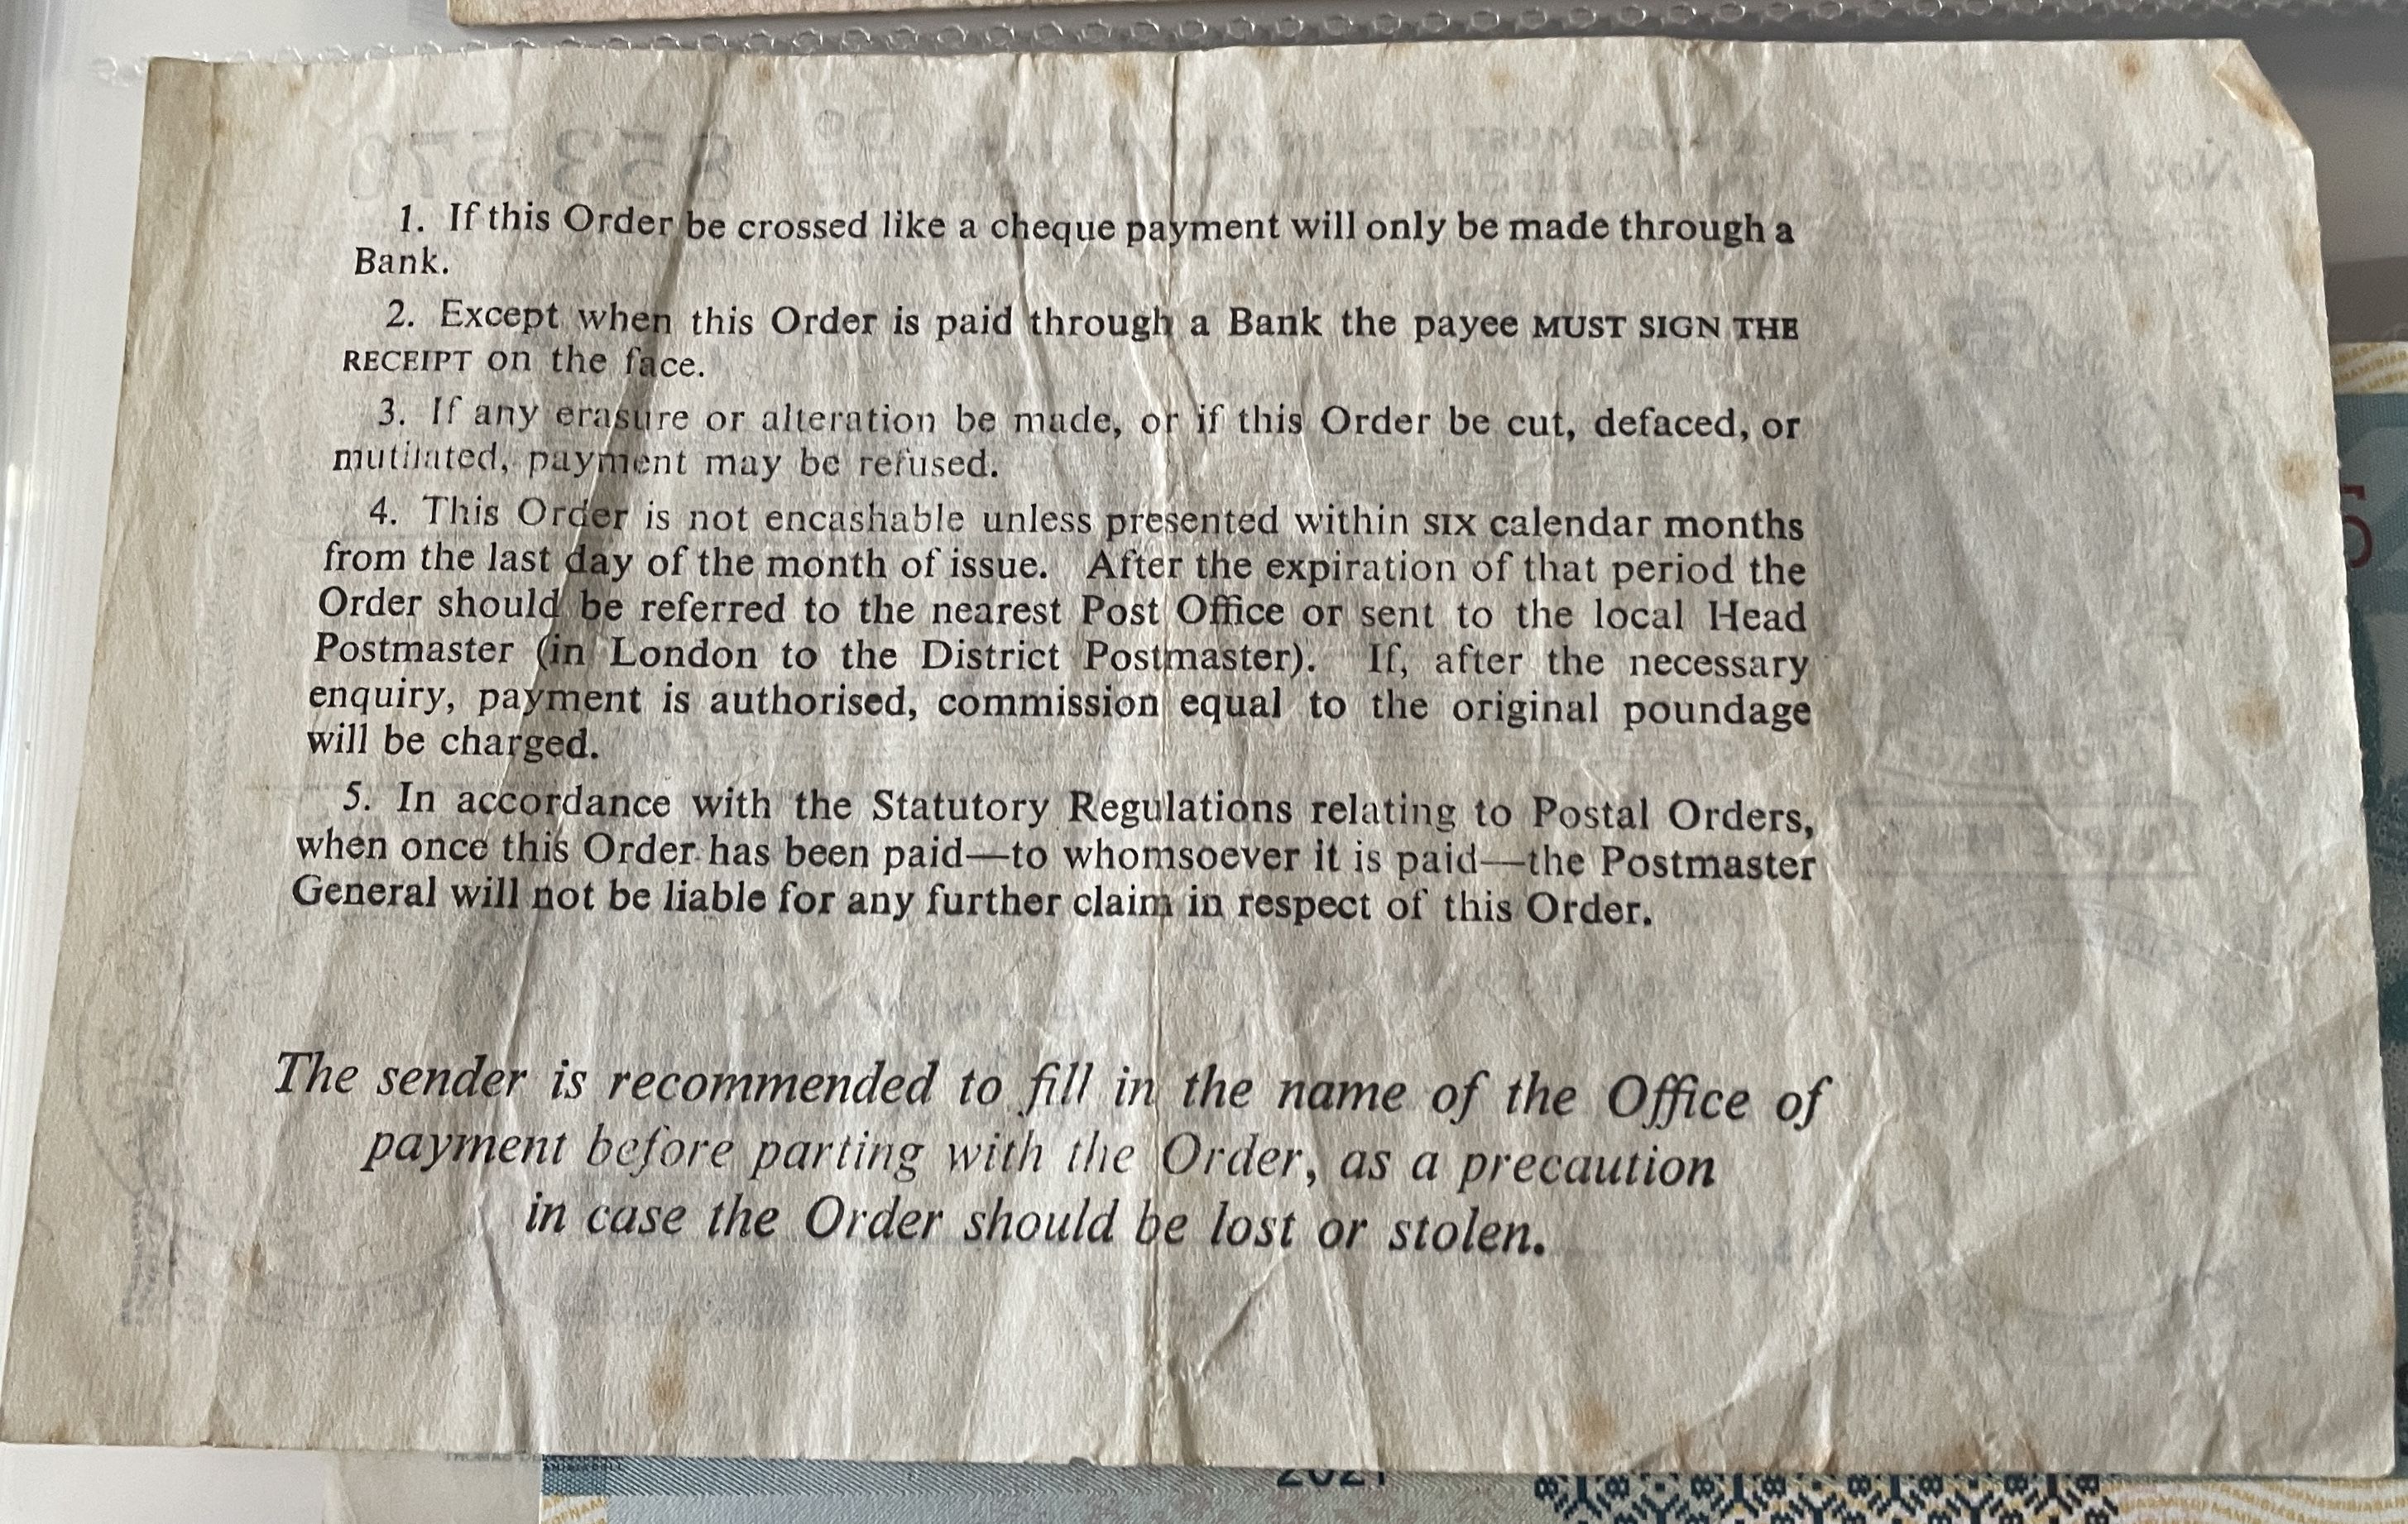 853570
Not Negotiable
1. If this Order be crossed like a cheque payment will only be made through a
Bank.
2. Except when this Order is paid through a Bank the payee MUST SIGN THE
RECEIPT on the face.
3. If any erasure or alteration be made, or if this Order be cut, defaced, or
mutilated, payment may be refused.
4. This Order is not encashable unless presented within SIX calendar months
from the last day of the month of issue. After the expiration of that period the
Order should be referred to the nearest Post Office or sent to the local Head
Postmaster (in London to the District Postmaster). If, after the necessary
enquiry, payment is authorised, commission equal to the original poundage
will be charged.
5. In accordance with the Statutory Regulations relating to Postal Orders,
when once this Order has been paid—to whomsoever it is paid—the Postmaster
General will not be liable for any further claim in respect of this Order.
The sender is recommended to fill in the name of the Office of
payment before parting with the Order, as a precaution
in case the Order should be lost or stolen.
5
2021